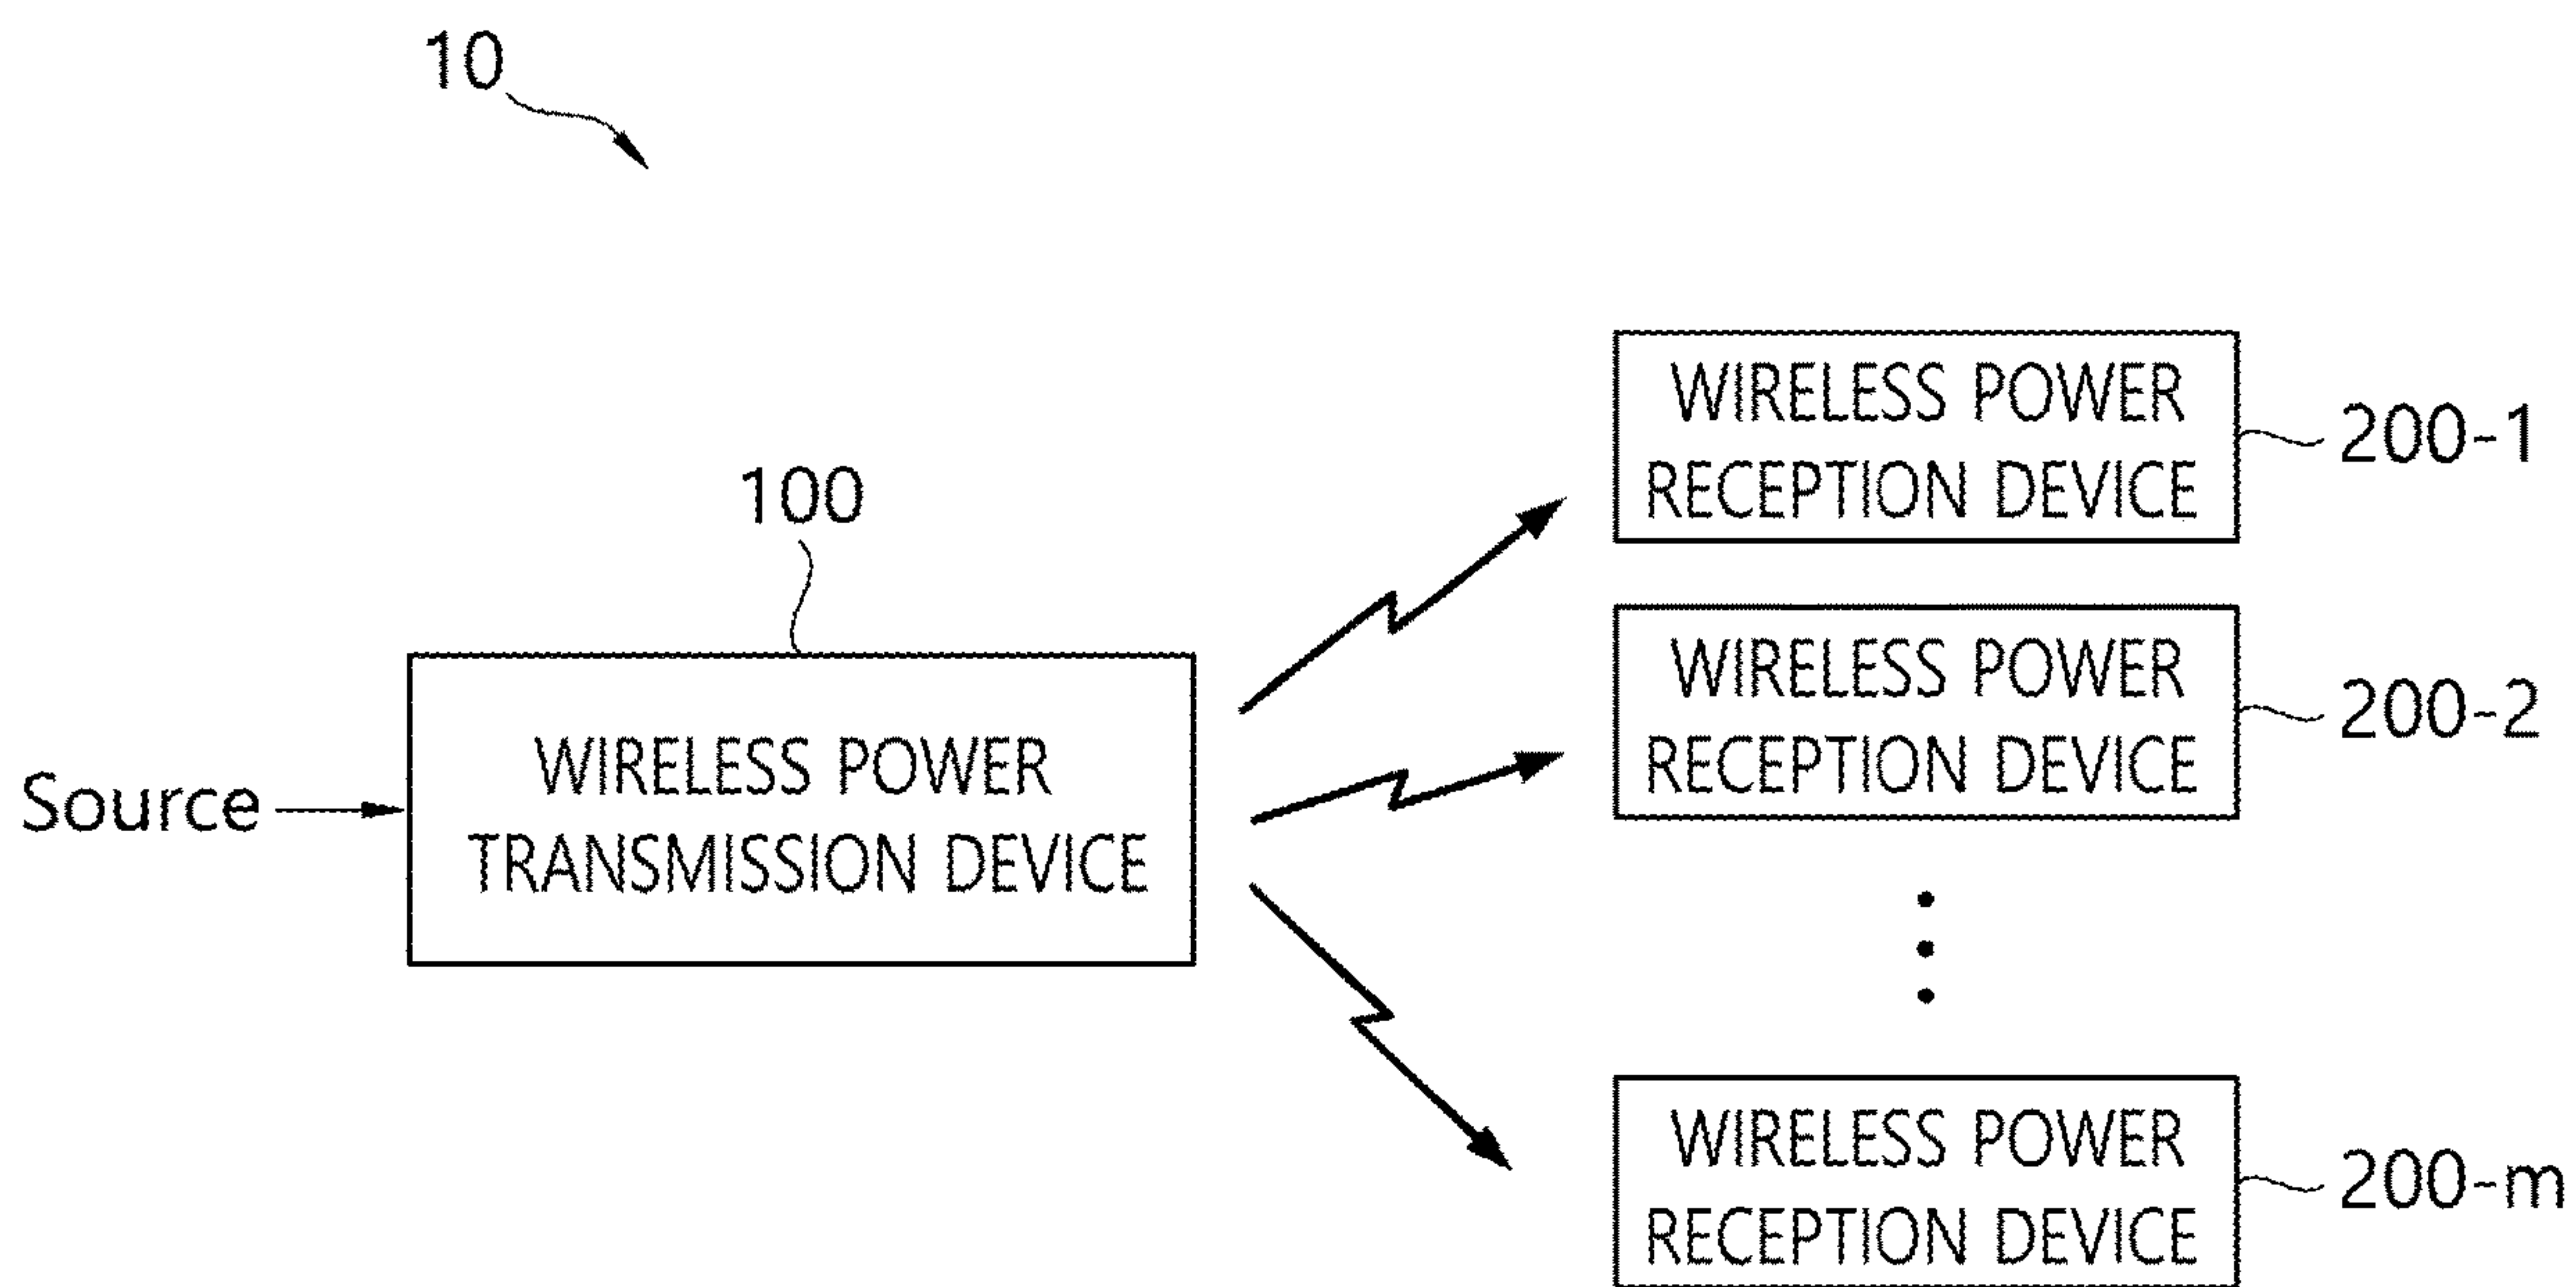 10
100
Source
WIRELESS POWER
TRANSMISSION DEVICE
WIRELESS POWER
RECEPTION DEVICE
200-1
WIRELESS POWER
RECEPTION DEVICE
200-2
WIRELESS POWER
RECEPTION DEVICE
200-m